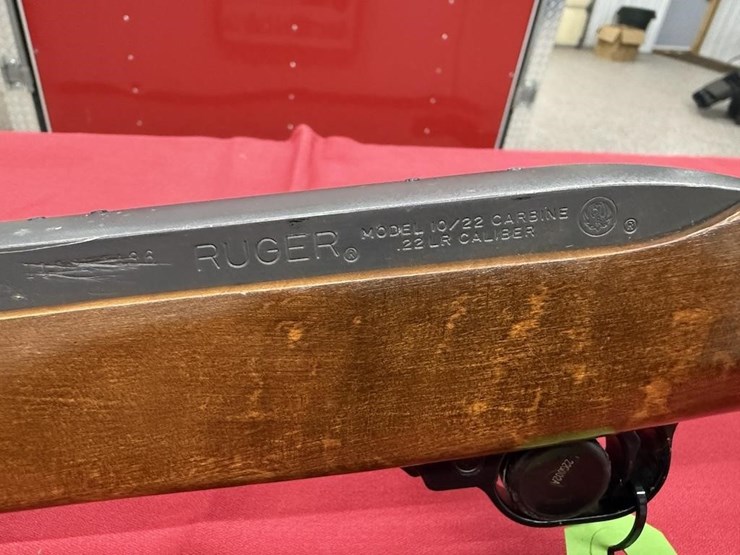 RUGER®
MODEL 10/22 CARBINE
.22 LR CALIBER
®